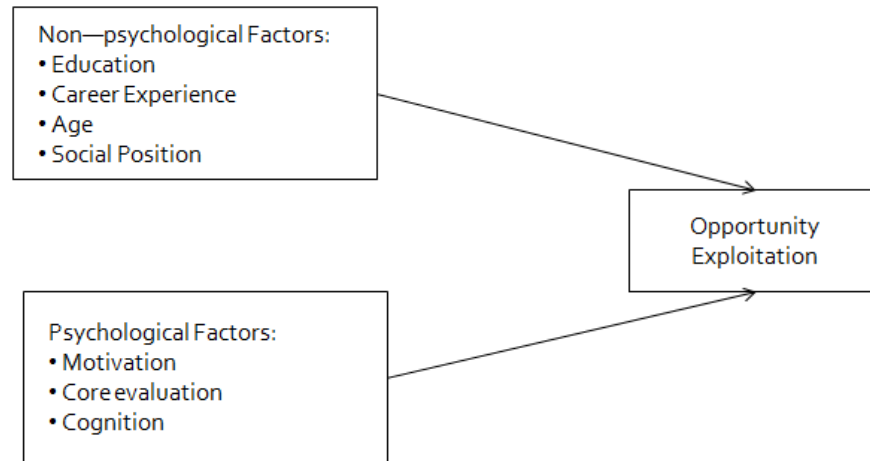 Non—psychological Factors:
• Education
• Career Experience
• Age
• Social Position
Opportunity
Exploitation
Psychological Factors:
• Motivation
• Core evaluation
• Cognition